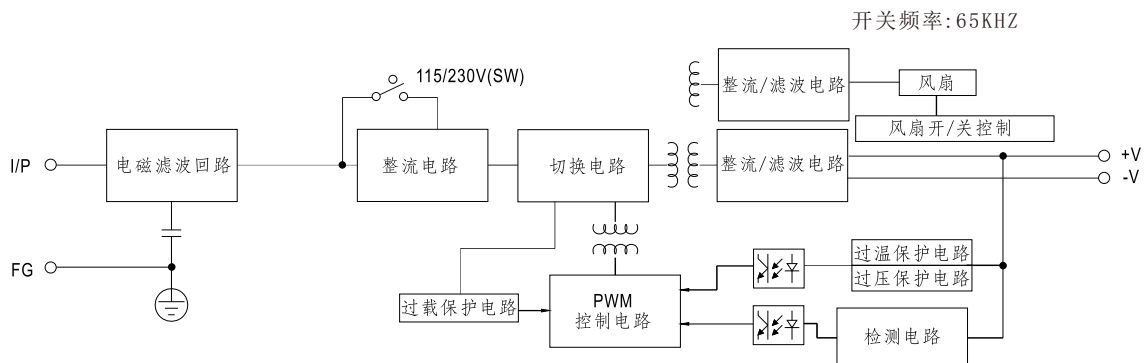 开关频率:65KHZ
115/230V(SW)
整流/滤波电路
风扇
风扇开/关控制
I/P
电磁滤波回路
整流电路
切换电路
整流/滤波电路
+V
-V
FG
过载保护电路
PWM
控制电路
过温保护电路
过压保护电路
检测电路